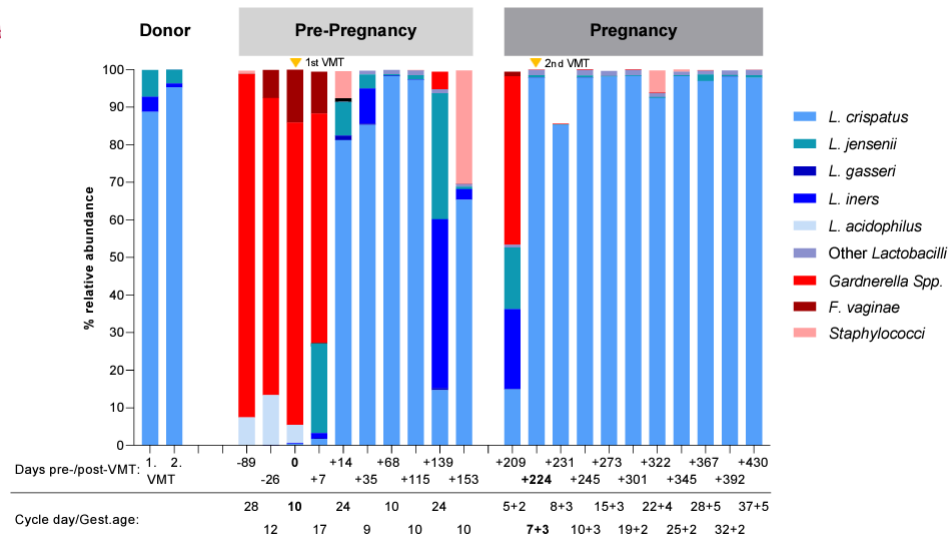 Donor
Pre-Pregnancy
Pregnancy
1st VMT
2nd VMT
% relative abundance
100
90
80
70
60
50
40
30
20
10
0
L. crispatus
L. jensenii
L. gasseri
L. iners
L. acidophilus
Other Lactobacilli
Gardnerella Spp.
F. vaginae
Staphylococci
Days pre-/post-VMT:
1. 2. -89 0 +14 +68 +139 +209 +231 +273 +322 +367 +430
VMT -26 +7 +35 +115 +153 +224 +245 +301 +345 +392
Cycle day/Gest.age:
28 10 24 10 24 5+2 8+3 15+3 22+4 28+5 37+5
12 17 9 10 10 7+3 10+3 19+2 25+2 32+2